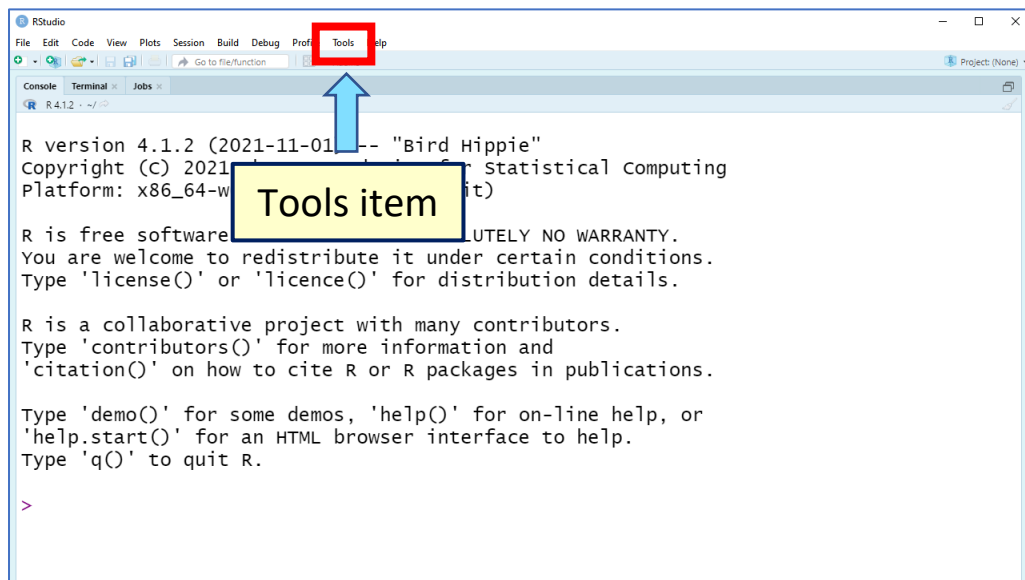 RStudio
File Edit Code View Plots Session Build Debug Tools
Go to file/function
Project: (None)
Console Terminal Jobs
R 4.1.2 · ~/
R version 4.1.2 (2021-11-01 -- "Bird Hippie"
Copyright (C) 2021 Statistical Computing
Platform: x86_64-w it)
Tools item
R is free software LUTELY NO WARRANTY.
You are welcome to redistribute it under certain conditions.
Type 'license()' or 'licence()' for distribution details.
R is a collaborative project with many contributors.
Type 'contributors()' for more information and
'citation()' on how to cite R or R packages in publications.
Type 'demo()' for some demos, 'help()' for on-line help, or
'help.start()' for an HTML browser interface to help.
Type 'q()' to quit R.
>